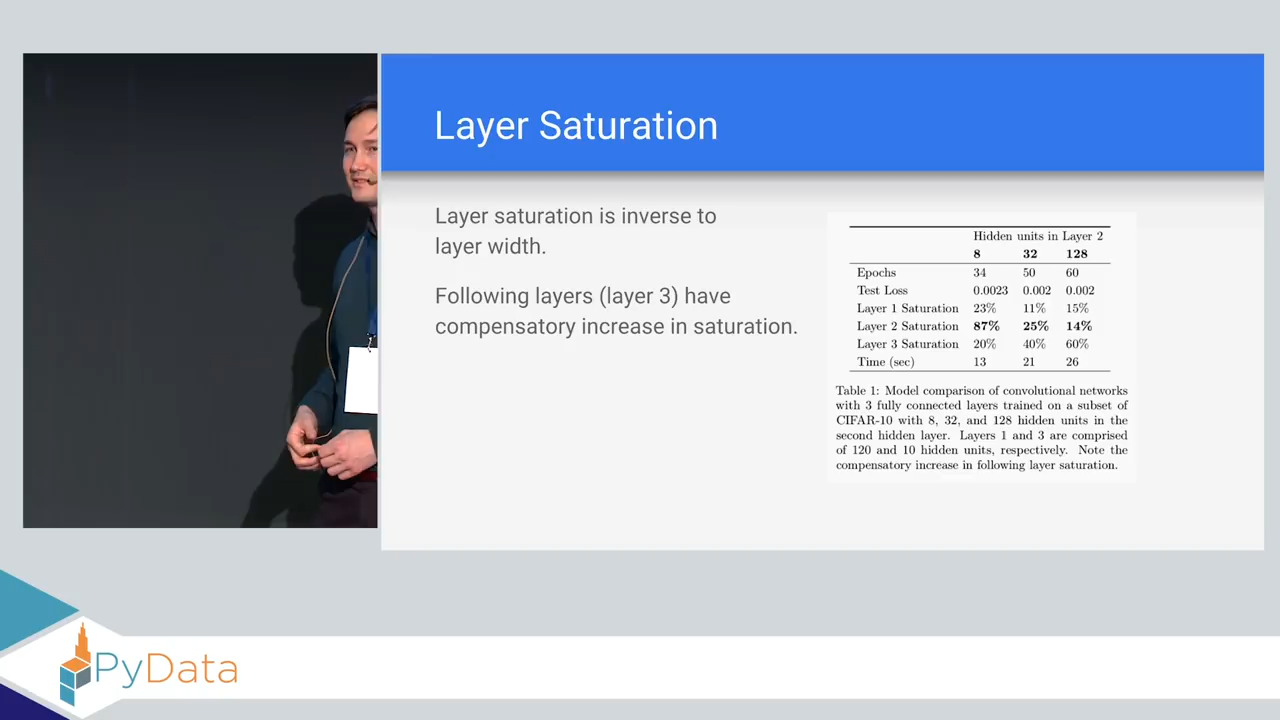 Layer Saturation
Layer saturation is inverse to
layer width.
Following layers (layer 3) have
compensatory increase in saturation.
Hidden units in Layer 2
8 32 128
Epochs 34 50 60
Test Loss 0.0023 0.002 0.002
Layer 1 Saturation 23% 11% 15%
Layer 2 Saturation 87% 25% 14%
Layer 3 Saturation 20% 40% 60%
Time (sec) 13 21 26
Table 1: Model comparison of convolutional networks
with 3 fully connected layers trained on a subset of
CIFAR-10 with 8, 32, and 128 hidden units in the
second hidden layer. Layers 1 and 3 are comprised
of 120 and 10 hidden units, respectively. Note the
compensatory increase in following layer saturation.
PyData